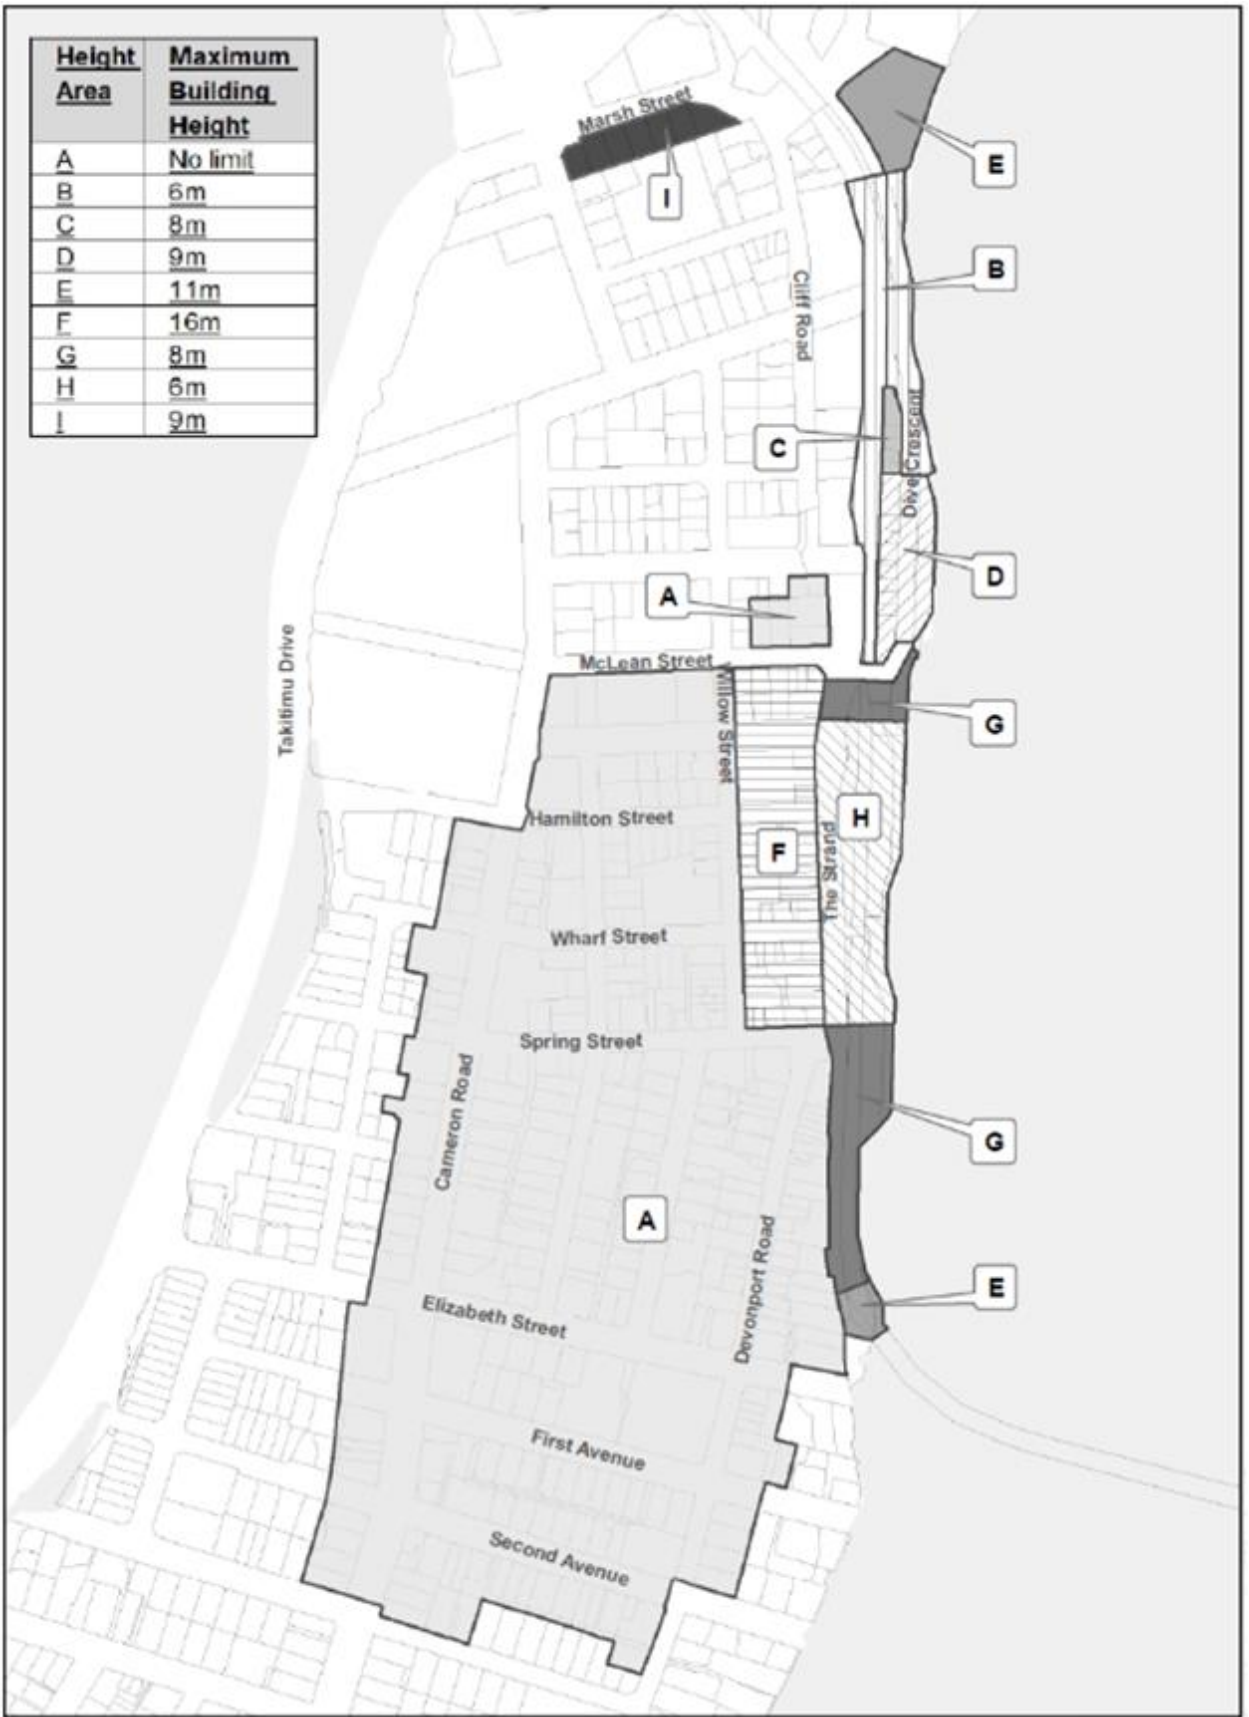 Height Maximum
Area Building
Height
A No limit
B 6m
C 8m
D 9m
E 11m
F 16m
G 8m
H 6m
I 9m
Marsh Street
E
I
B
Cliff Road
Dive Crescent
C
D
A
Takitimu Drive
McLean Street
Willow Street
G
Hamilton Street
H
F
The Strand
Wharf Street
Spring Street
Cameron Road
G
A
Devonport Road
E
Elizabeth Street
First Avenue
Second Avenue